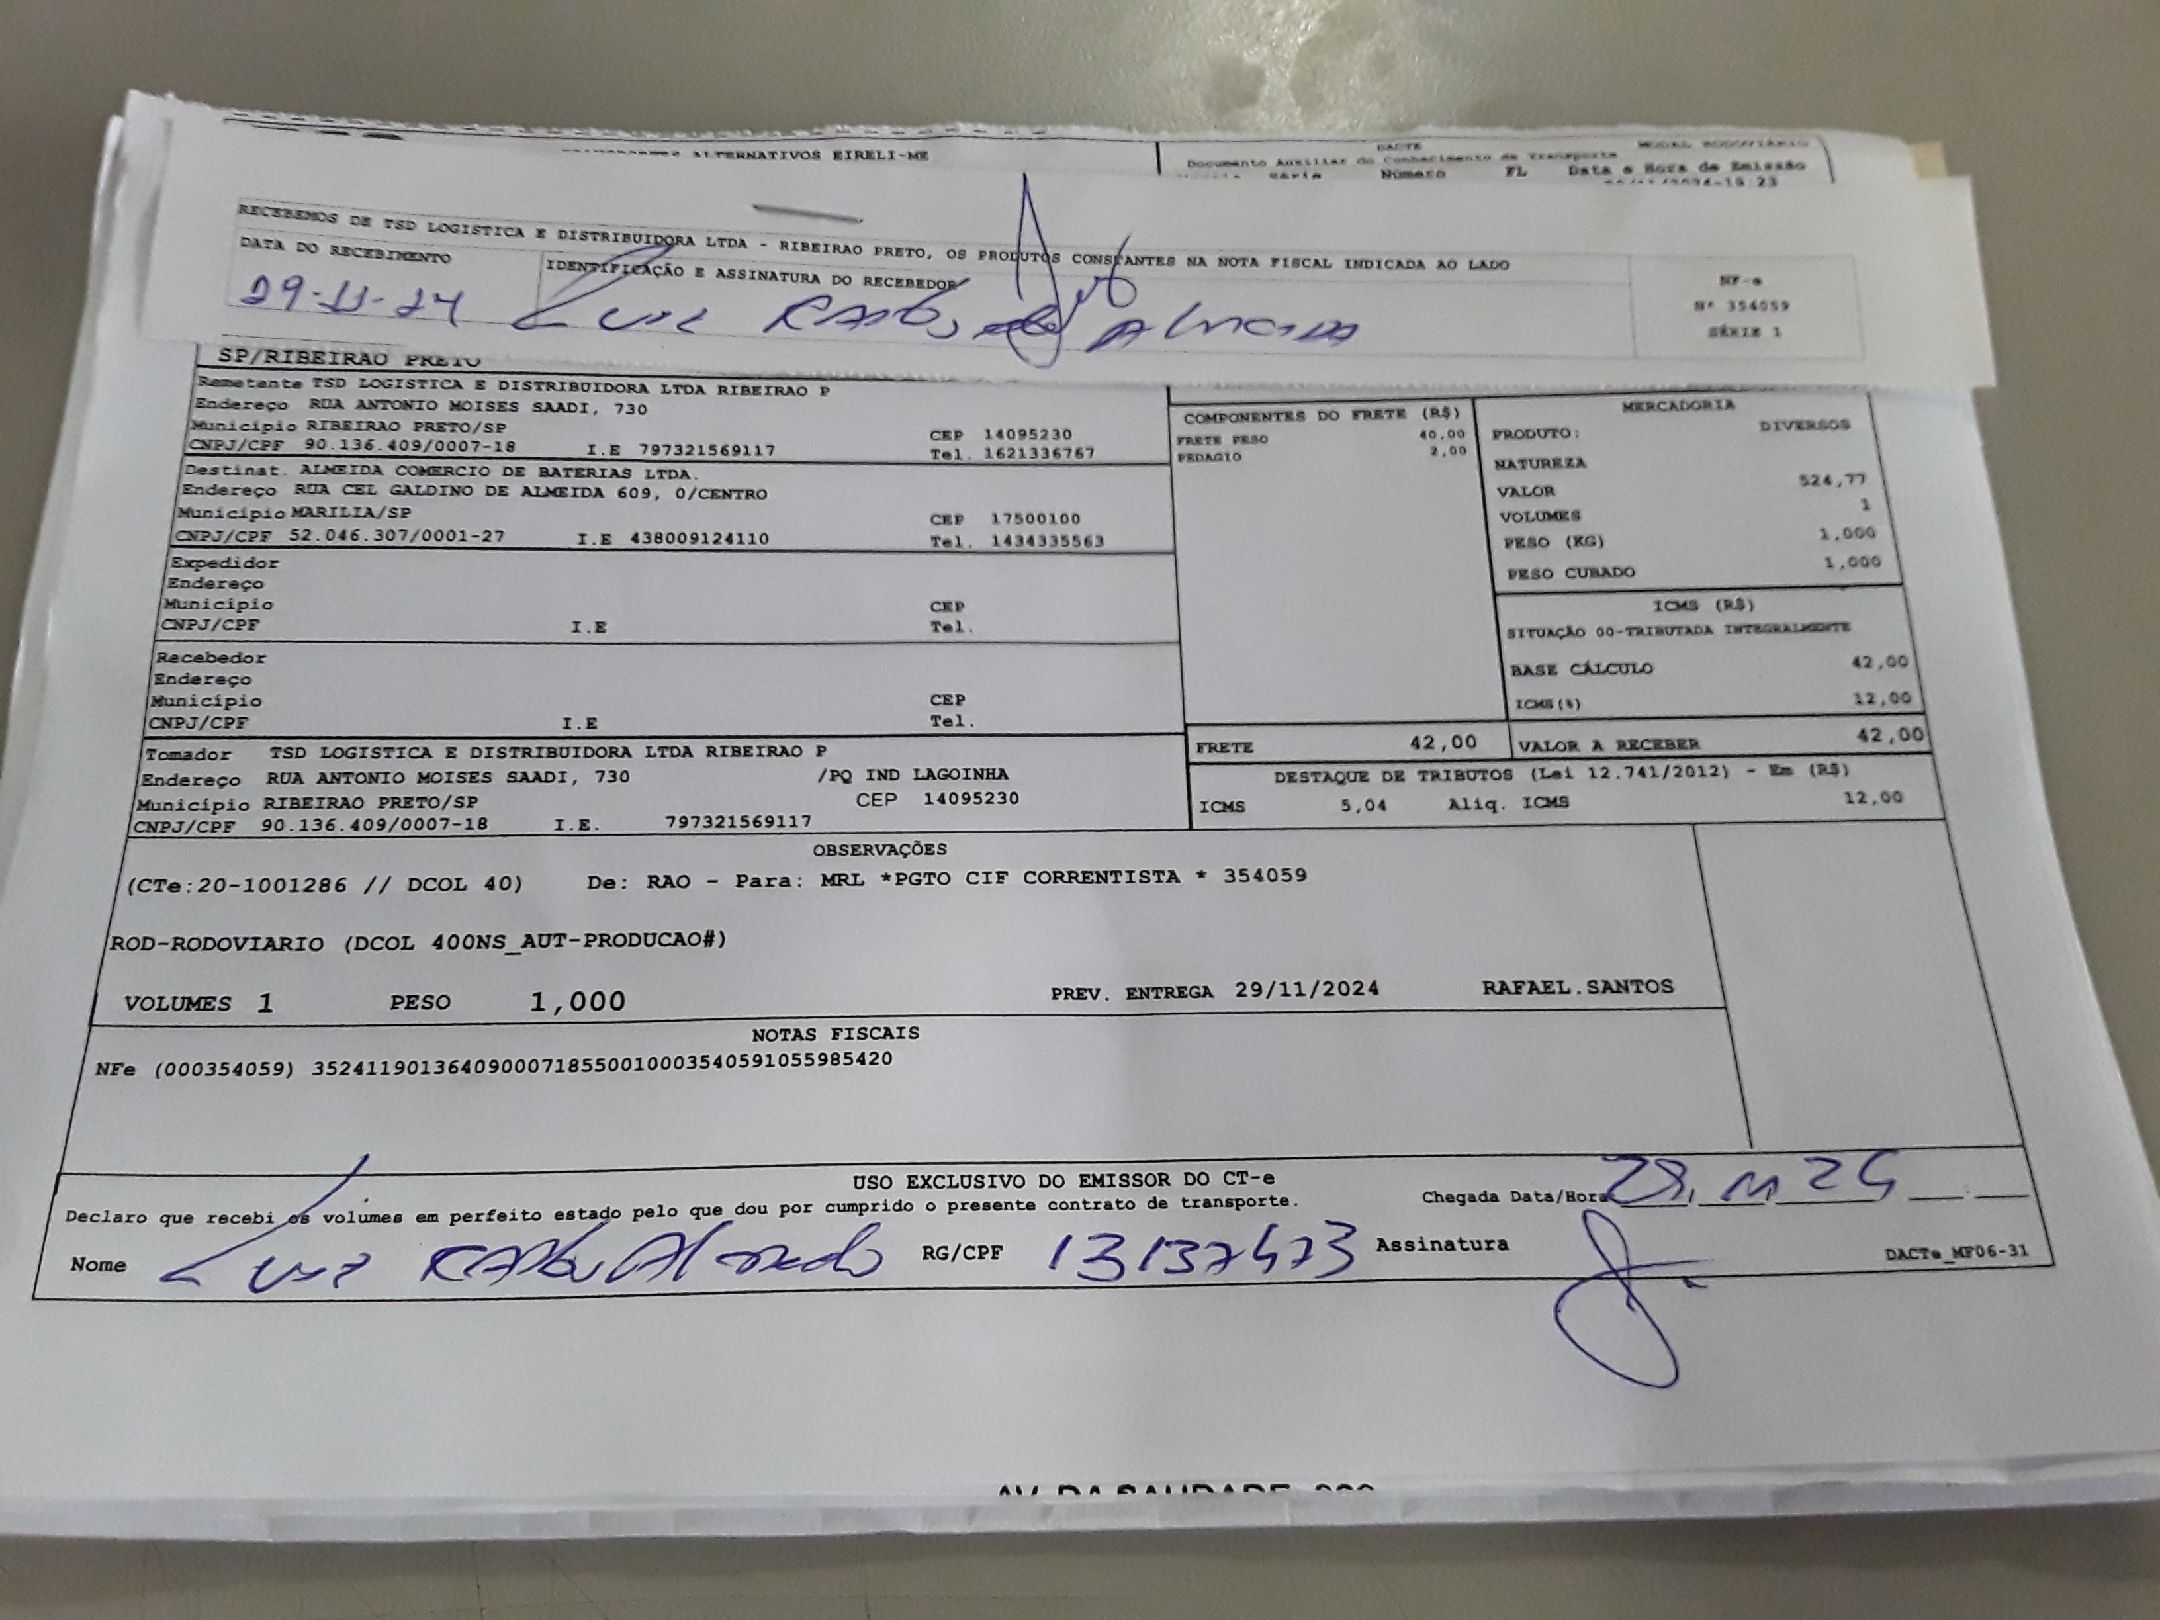 ALTERNATIVOS EIRELI-ME
DACTE
MODAL RODOVIÁRIO
Documento Auxiliar do Conhecimento de Transporte
Série Número FL Data e Hora de Emissão
RECEBEMOS DE TSD LOGISTICA E DISTRIBUIDORA LTDA - RIBEIRAO PRETO, OS PRODUTOS CONSTANTES NA NOTA FISCAL INDICADA AO LADO
DATA DO RECEBIMENTO
IDENTIFICAÇÃO E ASSINATURA DO RECEBEDOR
29-11-24 Luiz Almeida
NF-e
Nº 354059
SÉRIE 1
SP/RIBEIRAO PRETO
Remetente TSD LOGISTICA E DISTRIBUIDORA LTDA RIBEIRAO P
Endereço RUA ANTONIO MOISES SAADI, 730
Município RIBEIRAO PRETO/SP CEP 14095230
CNPJ/CPF 90.136.409/0007-18 I.E 797321569117 Tel. 1621336767
Destinat. ALMEIDA COMERCIO DE BATERIAS LTDA.
Endereço RUA CEL GALDINO DE ALMEIDA 609, 0/CENTRO
Município MARILIA/SP CEP 17500100
CNPJ/CPF 52.046.307/0001-27 I.E 438009124110 Tel. 1434335563
Expedidor
Endereço
Município CEP
CNPJ/CPF I.E Tel.
Recebedor
Endereço
Município CEP
CNPJ/CPF I.E Tel.
Tomador TSD LOGISTICA E DISTRIBUIDORA LTDA RIBEIRAO P
Endereço RUA ANTONIO MOISES SAADI, 730 /PQ IND LAGOINHA
Município RIBEIRAO PRETO/SP CEP 14095230
CNPJ/CPF 90.136.409/0007-18 I.E. 797321569117
COMPONENTES DO FRETE (R$)
FRETE PESO 40,00
PEDAGIO 2,00
FRETE 42,00
MERCADORIA
PRODUTO: DIVERSOS
NATUREZA
VALOR 524,77
VOLUMES 1
PESO (KG) 1,000
PESO CUBADO 1,000
ICMS (R$)
SITUAÇÃO 00-TRIBUTADA INTEGRALMENTE
BASE CÁLCULO 42,00
ICMS(%) 12,00
VALOR A RECEBER 42,00
DESTAQUE DE TRIBUTOS (Lei 12.741/2012) - Em (R$)
ICMS 5,04 Aliq. ICMS 12,00
OBSERVAÇÕES
(CTe:20-1001286 // DCOL 40) De: RAO - Para: MRL *PGTO CIF CORRENTISTA * 354059
ROD-RODOVIARIO (DCOL 400NS_AUT-PRODUCAO#)
VOLUMES 1 PESO 1,000 PREV. ENTREGA 29/11/2024 RAFAEL.SANTOS
NOTAS FISCAIS
NFe (000354059) 35241190136409000718550010003540591055985420
USO EXCLUSIVO DO EMISSOR DO CT-e
Declaro que recebi os volumes em perfeito estado pelo que dou por cumprido o presente contrato de transporte.
Chegada Data/Hora
Nome Luiz RG/CPF 13137473 Assinatura
DACTe_MF06-31
AV. DA SAUDADE,